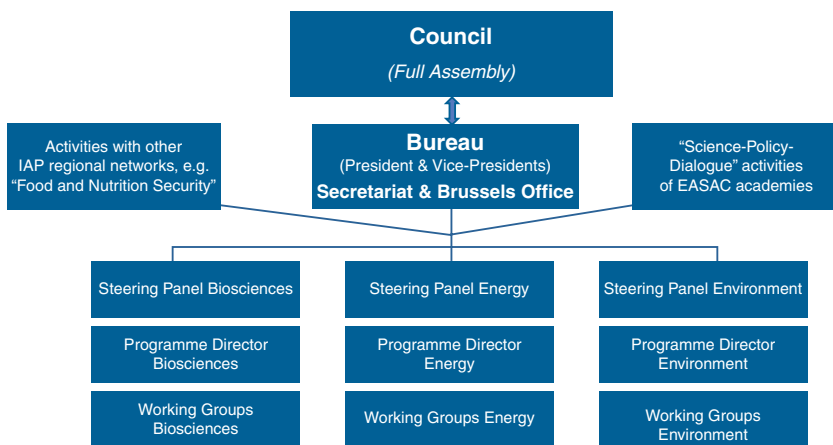 Council
(Full Assembly)
Activities with other
IAP regional networks, e.g.
“Food and Nutrition Security”
Bureau
(President & Vice-Presidents)
Secretariat & Brussels Office
“Science-Policy-
Dialogue” activities
of EASAC academies
Steering Panel Biosciences
Steering Panel Energy
Steering Panel Environment
Programme Director
Biosciences
Programme Director
Energy
Programme Director
Environment
Working Groups
Biosciences
Working Groups Energy
Working Groups
Environment